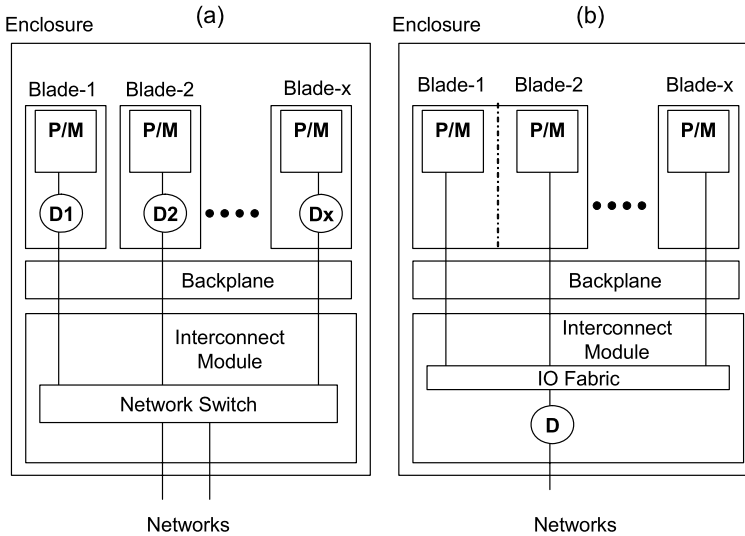 (a)
Enclosure
Blade-1 Blade-2 Blade-x
P/M P/M P/M
D1 D2 Dx
Backplane
Interconnect
Module
Network Switch
Networks
(b)
Enclosure
Blade-1 Blade-2 Blade-x
P/M P/M P/M
Backplane
Interconnect
Module
IO Fabric
D
Networks